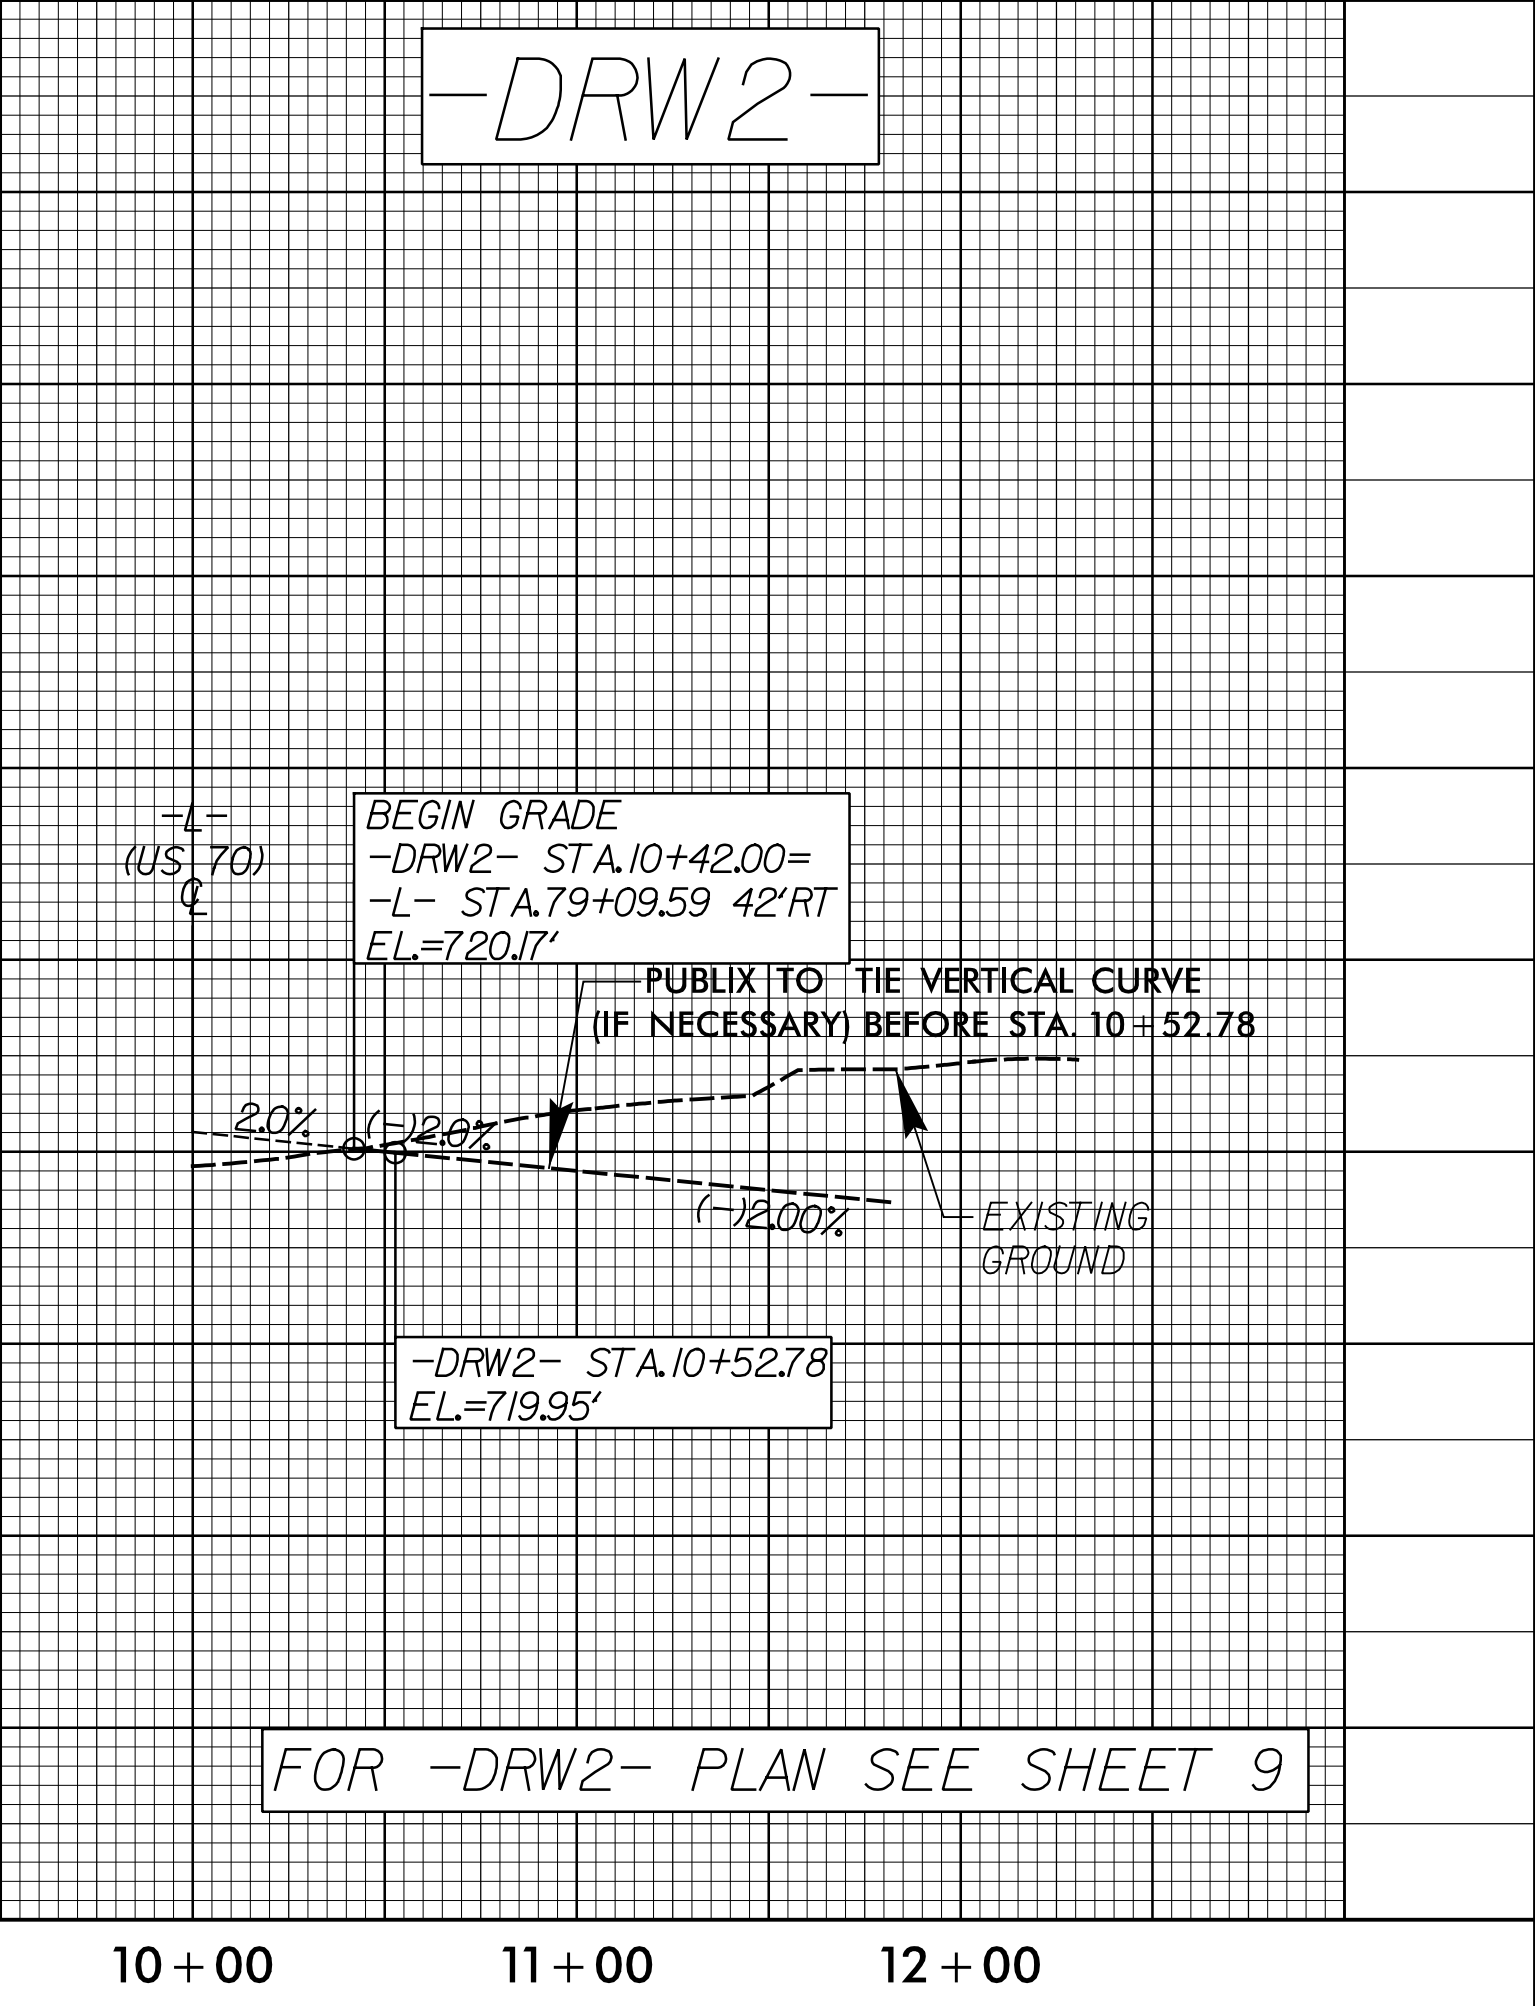 -DRW2-
-L-
(US 70)
℄
BEGIN GRADE
-DRW2- STA.10+42.00=
-L- STA.79+09.59 42'RT
EL.=720.17'
PUBLIX TO TIE VERTICAL CURVE
(IF NECESSARY) BEFORE STA. 10+52.78
2.0%
(-)2.0%
(-)2.00%
EXISTING
GROUND
-DRW2- STA.10+52.78
EL.=719.95'
FOR -DRW2- PLAN SEE SHEET 9
10+00
11+00
12+00